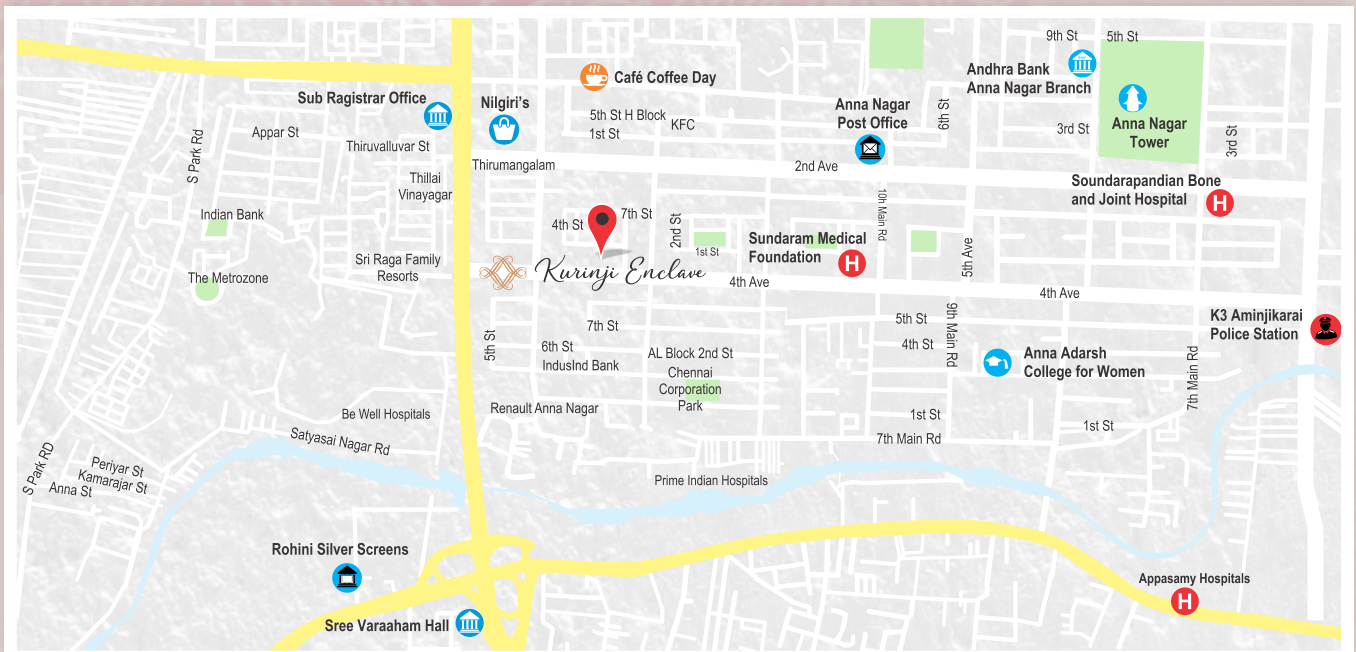 9th St
5th St
Café Coffee Day
Andhra Bank
Anna Nagar Branch
Sub Ragistrar Office
Nilgiri's
Anna Nagar
Post Office
6th St
5th St H Block
1st St
KFC
Appar St
Thiruvalluvar St
S Park Rd
3rd St
Anna Nagar
Tower
3rd St
Thirumangalam
2nd Ave
Thillai
Vinayagar
Soundarapandian Bone
and Joint Hospital
Indian Bank
4th St
7th St
2nd St
10h Main Rd
1st St
Sundaram Medical
Foundation
5th Ave
Sri Raga Family
Resorts
The Metrozone
Kurinji Enclave
4th Ave
4th Ave
K3 Aminjikarai
Police Station
5th St
7th St
6th St
IndusInd Bank
AL Block 2nd St
Chennai
Corporation
Park
5th St
4th St
9th Main Rd
Anna Adarsh
College for Women
7th Main Rd
Be Well Hospitals
Renault Anna Nagar
1st St
1st St
7th Main Rd
Satyasai Nagar Rd
S Park RD
Periyar St
Kamarajar St
Anna St
Prime Indian Hospitals
Rohini Silver Screens
Appasamy Hospitals
H
H
H
Sree Varaaham Hall